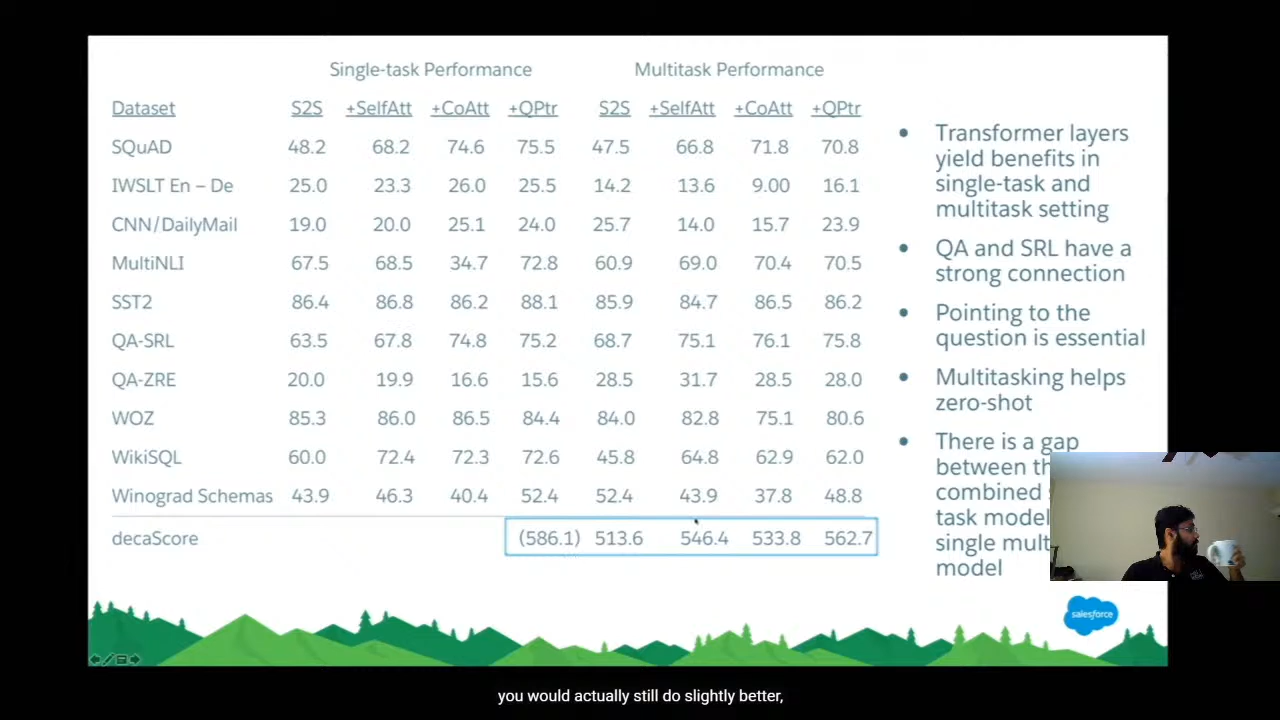 Single-task Performance Multitask Performance
Dataset S2S +SelfAtt +CoAtt +QPtr S2S +SelfAtt +CoAtt +QPtr
SQuAD 48.2 68.2 74.6 75.5 47.5 66.8 71.8 70.8
IWSLT En – De 25.0 23.3 26.0 25.5 14.2 13.6 9.00 16.1
CNN/DailyMail 19.0 20.0 25.1 24.0 25.7 14.0 15.7 23.9
MultiNLI 67.5 68.5 34.7 72.8 60.9 69.0 70.4 70.5
SST2 86.4 86.8 86.2 88.1 85.9 84.7 86.5 86.2
QA-SRL 63.5 67.8 74.8 75.2 68.7 75.1 76.1 75.8
QA-ZRE 20.0 19.9 16.6 15.6 28.5 31.7 28.5 28.0
WOZ 85.3 86.0 86.5 84.4 84.0 82.8 75.1 80.6
WikiSQL 60.0 72.4 72.3 72.6 45.8 64.8 62.9 62.0
Winograd Schemas 43.9 46.3 40.4 52.4 52.4 43.9 37.8 48.8
decaScore (586.1) 513.6 546.4 533.8 562.7
• Transformer layers
yield benefits in
single-task and
multitask setting
• QA and SRL have a
strong connection
• Pointing to the
question is essential
• Multitasking helps
zero-shot
• There is a gap
between
combined
task model
single mult
model
salesforce
you would actually still do slightly better,